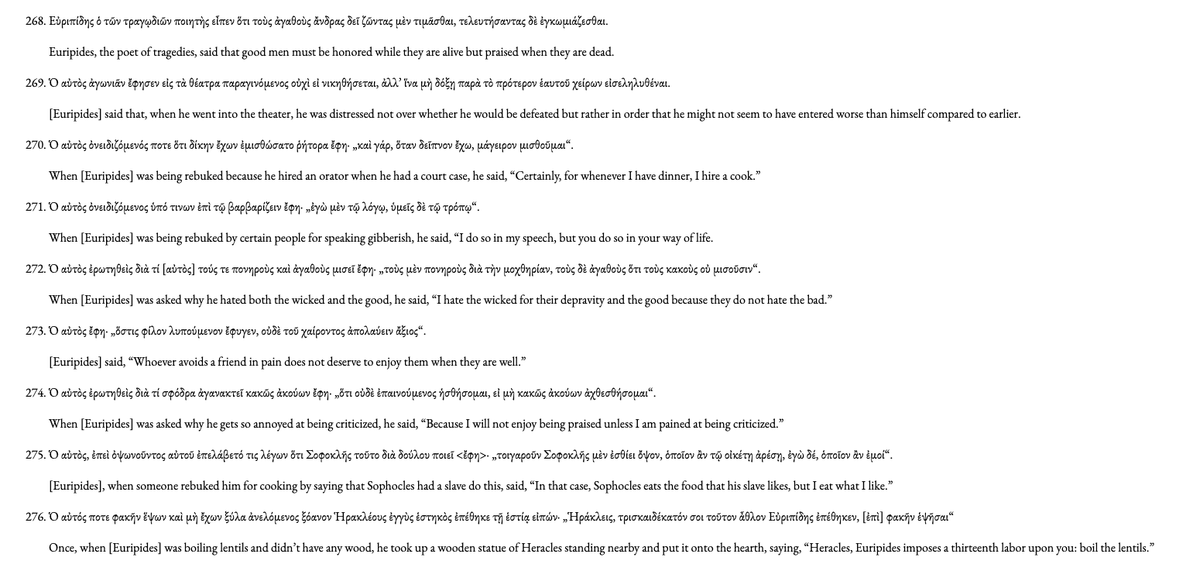 268. Εὐριπίδης ὁ τῶν τραγῳδιῶν ποιητὴς εἶπεν ὅτι τοὺς ἀγαθοὺς ἄνδρας δεῖ ζῶντας μὲν τιμᾶσθαι, τελευτήσαντας δὲ ἐγκωμιάζεσθαι.
Euripides, the poet of tragedies, said that good men must be honored while they are alive but praised when they are dead.
269. Ὁ αὐτὸς ἀγωνιᾶν ἔφησεν εἰς τὰ θέατρα παραγινόμενος οὐχὶ εἰ νικηθήσεται, ἀλλ’ ἵνα μὴ δόξῃ παρὰ τὸ πρότερον ἑαυτοῦ χείρων εἰσεληλυθέναι.
[Euripides] said that, when he went into the theater, he was distressed not over whether he would be defeated but rather in order that he might not seem to have entered worse than himself compared to earlier.
270. Ὁ αὐτὸς ὀνειδιζόμενός ποτε ὅτι δίκην ἔχων ἐμισθώσατο ῥήτορα ἔφη· „καὶ γάρ, ὅταν δεῖπνον ἔχω, μάγειρον μισθοῦμαι“.
When [Euripides] was being rebuked because he hired an orator when he had a court case, he said, “Certainly, for whenever I have dinner, I hire a cook.”
271. Ὁ αὐτὸς ὀνειδιζόμενος ὑπό τινων ἐπὶ τῷ βαρβαρίζειν ἔφη· „ἐγὼ μὲν τῷ λόγῳ, ὑμεῖς δὲ τῷ τρόπῳ“.
When [Euripides] was being rebuked by certain people for speaking gibberish, he said, “I do so in my speech, but you do so in your way of life.
272. Ὁ αὐτὸς ἐρωτηθεὶς διὰ τί [αὐτὸς] τούς τε πονηροὺς καὶ ἀγαθοὺς μισεῖ ἔφη· „τοὺς μὲν πονηροὺς διὰ τὴν μοχθηρίαν, τοὺς δὲ ἀγαθοὺς ὅτι τοὺς κακοὺς οὐ μισοῦσιν“.
When [Euripides] was asked why he hated both the wicked and the good, he said, “I hate the wicked for their depravity and the good because they do not hate the bad.”
273. Ὁ αὐτὸς ἔφη· „ὅστις φίλον λυπούμενον ἔφυγεν, οὐδὲ τοῦ χαίροντος ἀπολαύειν ἄξιος“.
[Euripides] said, “Whoever avoids a friend in pain does not deserve to enjoy them when they are well.”
274. Ὁ αὐτὸς ἐρωτηθεὶς διὰ τί σφόδρα ἀγανακτεῖ κακῶς ἀκούων ἔφη· „ὅτι οὐδὲ ἐπαινούμενος ἡσθήσομαι, εἰ μὴ κακῶς ἀκούων ἀχθεσθήσομαι“.
When [Euripides] was asked why he gets so annoyed at being criticized, he said, “Because I will not enjoy being praised unless I am pained at being criticized.”
275. Ὁ αὐτὸς, ἐπεὶ ὀψωνοῦντος αὐτοῦ ἐπελάβετό τις λέγων ὅτι Σοφοκλῆς τοῦτο διὰ δούλου ποιεῖ &lt;ἔφη&gt;· „τοιγαροῦν Σοφοκλῆς μὲν ἐσθίει ὄψον, ὁποῖον ἂν τῷ οἰκέτῃ ἀρέσῃ, ἐγὼ δέ, ὁποῖον ἂν ἐμοί“.
[Euripides], when someone rebuked him for cooking by saying that Sophocles had a slave do this, said, “In that case, Sophocles eats the food that his slave likes, but I eat what I like.”
276. Ὁ αὐτός ποτε φακῆν ἕψων καὶ μὴ ἔχων ξύλα ἀνελόμενος ξόανον Ἡρακλέους ἐγγὺς ἑστηκὸς ἐπέθηκε τῇ ἑστίᾳ εἰπών· „Ἡράκλεις, τρισκαιδέκατόν σοι τοῦτον ἆθλον Εὐριπίδης ἐπέθηκεν, [ἐπὶ] φακῆν ἑψῆσαι“
Once, when [Euripides] was boiling lentils and didn’t have any wood, he took up a wooden statue of Heracles standing nearby and put it onto the hearth, saying, “Heracles, Euripides imposes a thirteenth labor upon you: boil the lentils.”